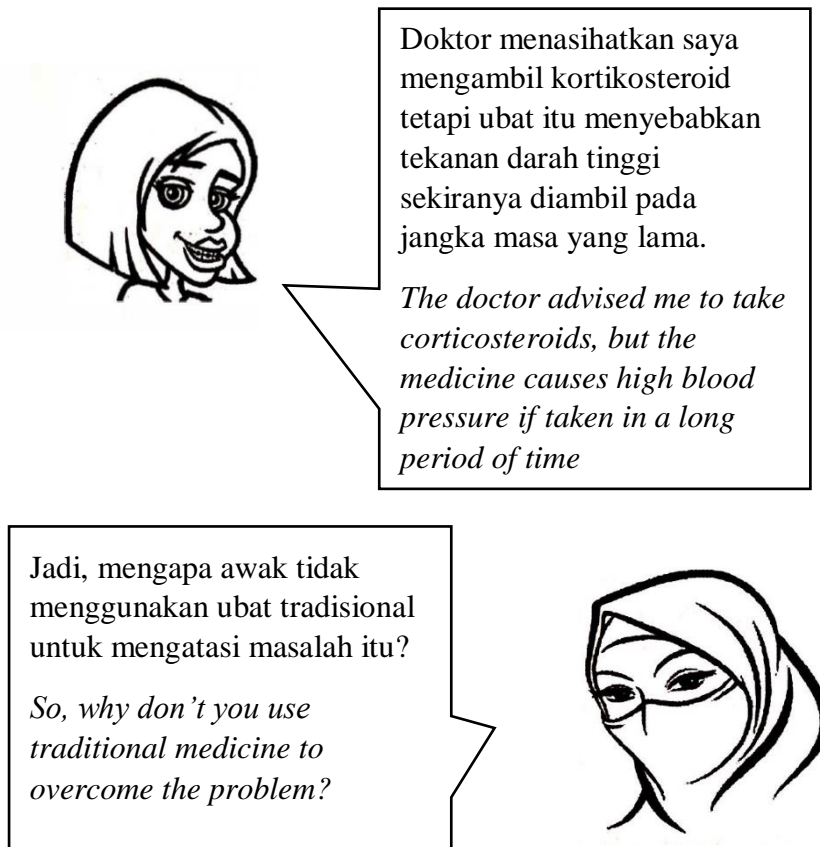 Doktor menasihatkan saya
mengambil kortikosteroid
tetapi ubat itu menyebabkan
tekanan darah tinggi
sekiranya diambil pada
jangka masa yang lama.
The doctor advised me to take
corticosteroids, but the
medicine causes high blood
pressure if taken in a long
period of time
Jadi, mengapa awak tidak
menggunakan ubat tradisional
untuk mengatasi masalah itu?
So, why don’t you use
traditional medicine to
overcome the problem?